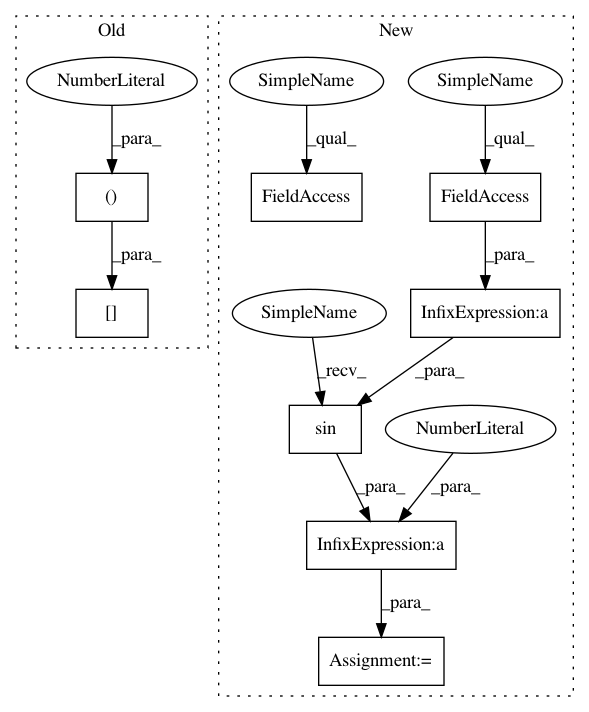 Old
New
NumberLiteral
SimpleName
SimpleName
_para_
_qual_
_qual_
()
FieldAccess
FieldAccess
_para_
_para_
[]
SimpleName
InfixExpression:a
_recv_
_para_
sin
NumberLiteral
_para_
_para_
InfixExpression:a
_para_
Assignment:=